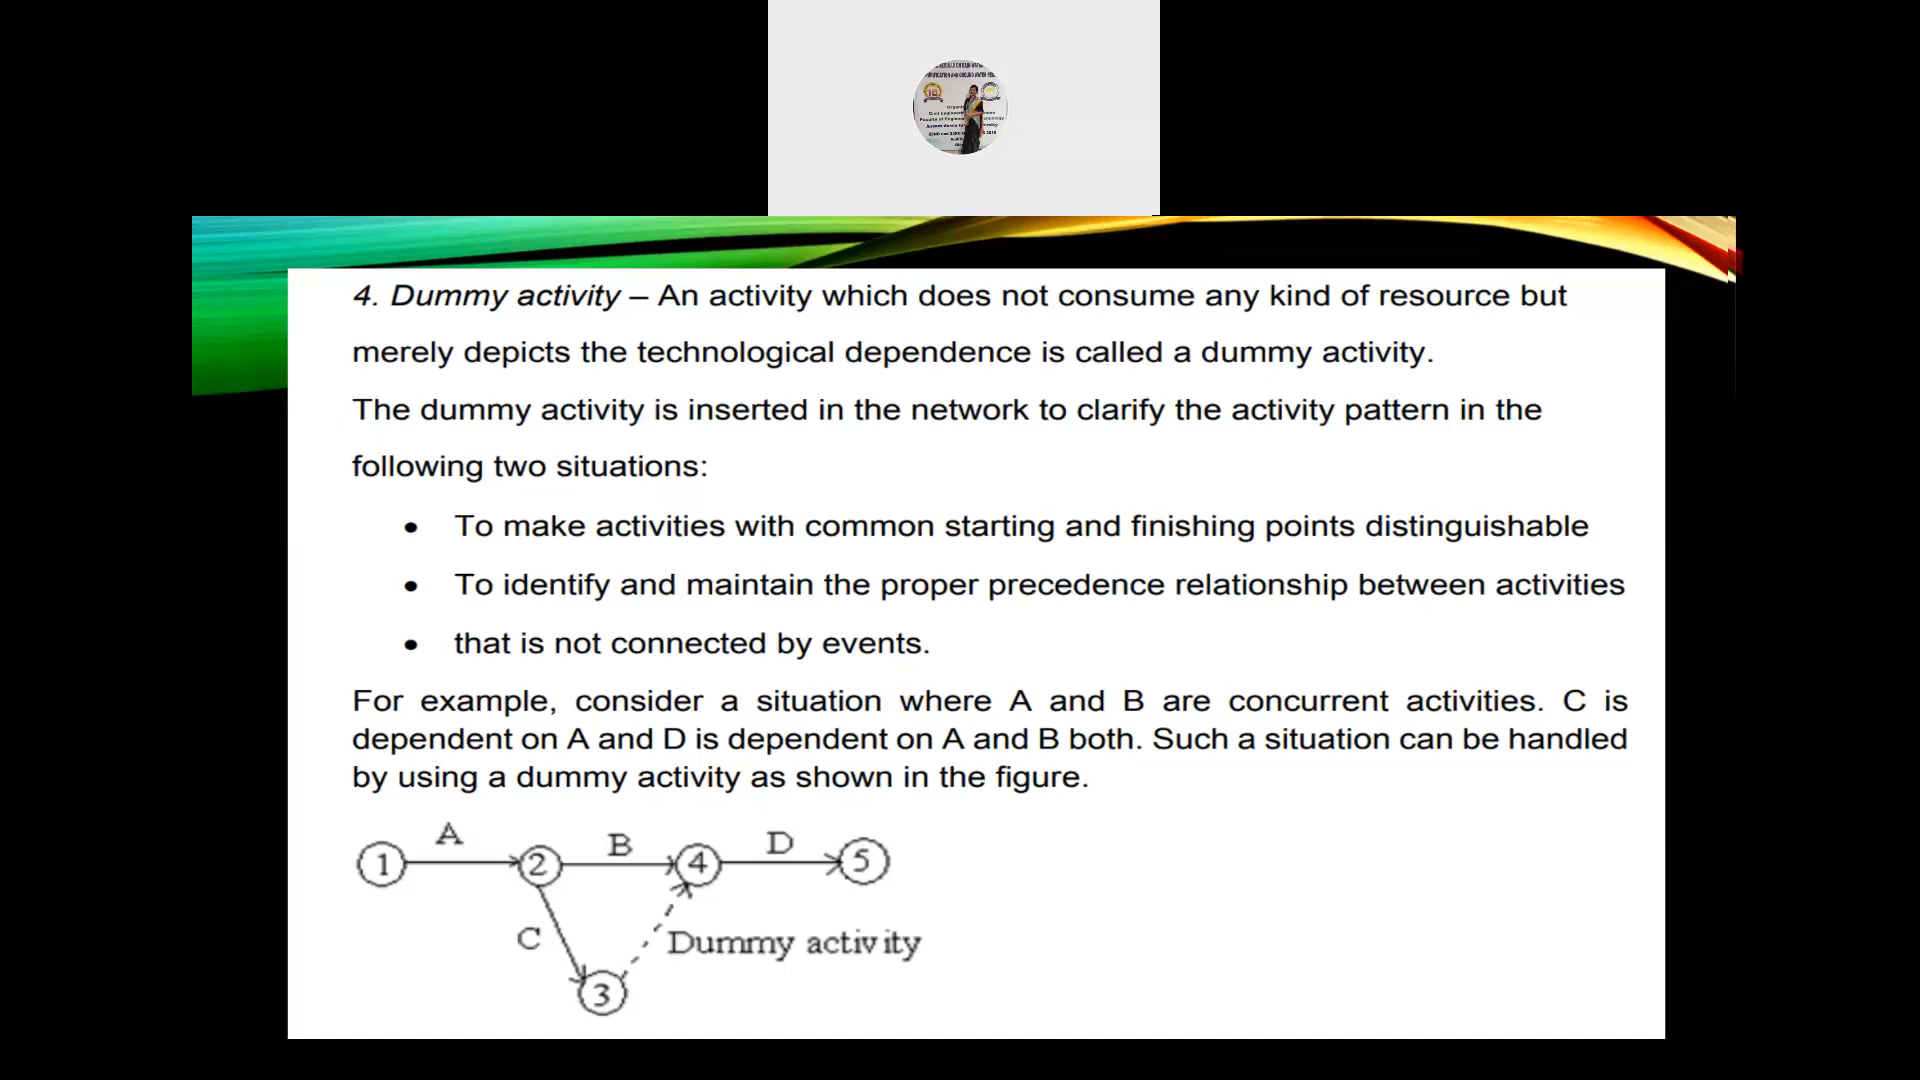 4. Dummy activity – An activity which does not consume any kind of resource but
merely depicts the technological dependence is called a dummy activity.
The dummy activity is inserted in the network to clarify the activity pattern in the
following two situations:
• To make activities with common starting and finishing points distinguishable
• To identify and maintain the proper precedence relationship between activities
• that is not connected by events.
For example, consider a situation where A and B are concurrent activities. C is
dependent on A and D is dependent on A and B both. Such a situation can be handled
by using a dummy activity as shown in the figure.
A
B
D
1
2
4
5
C
Dummy activity
3